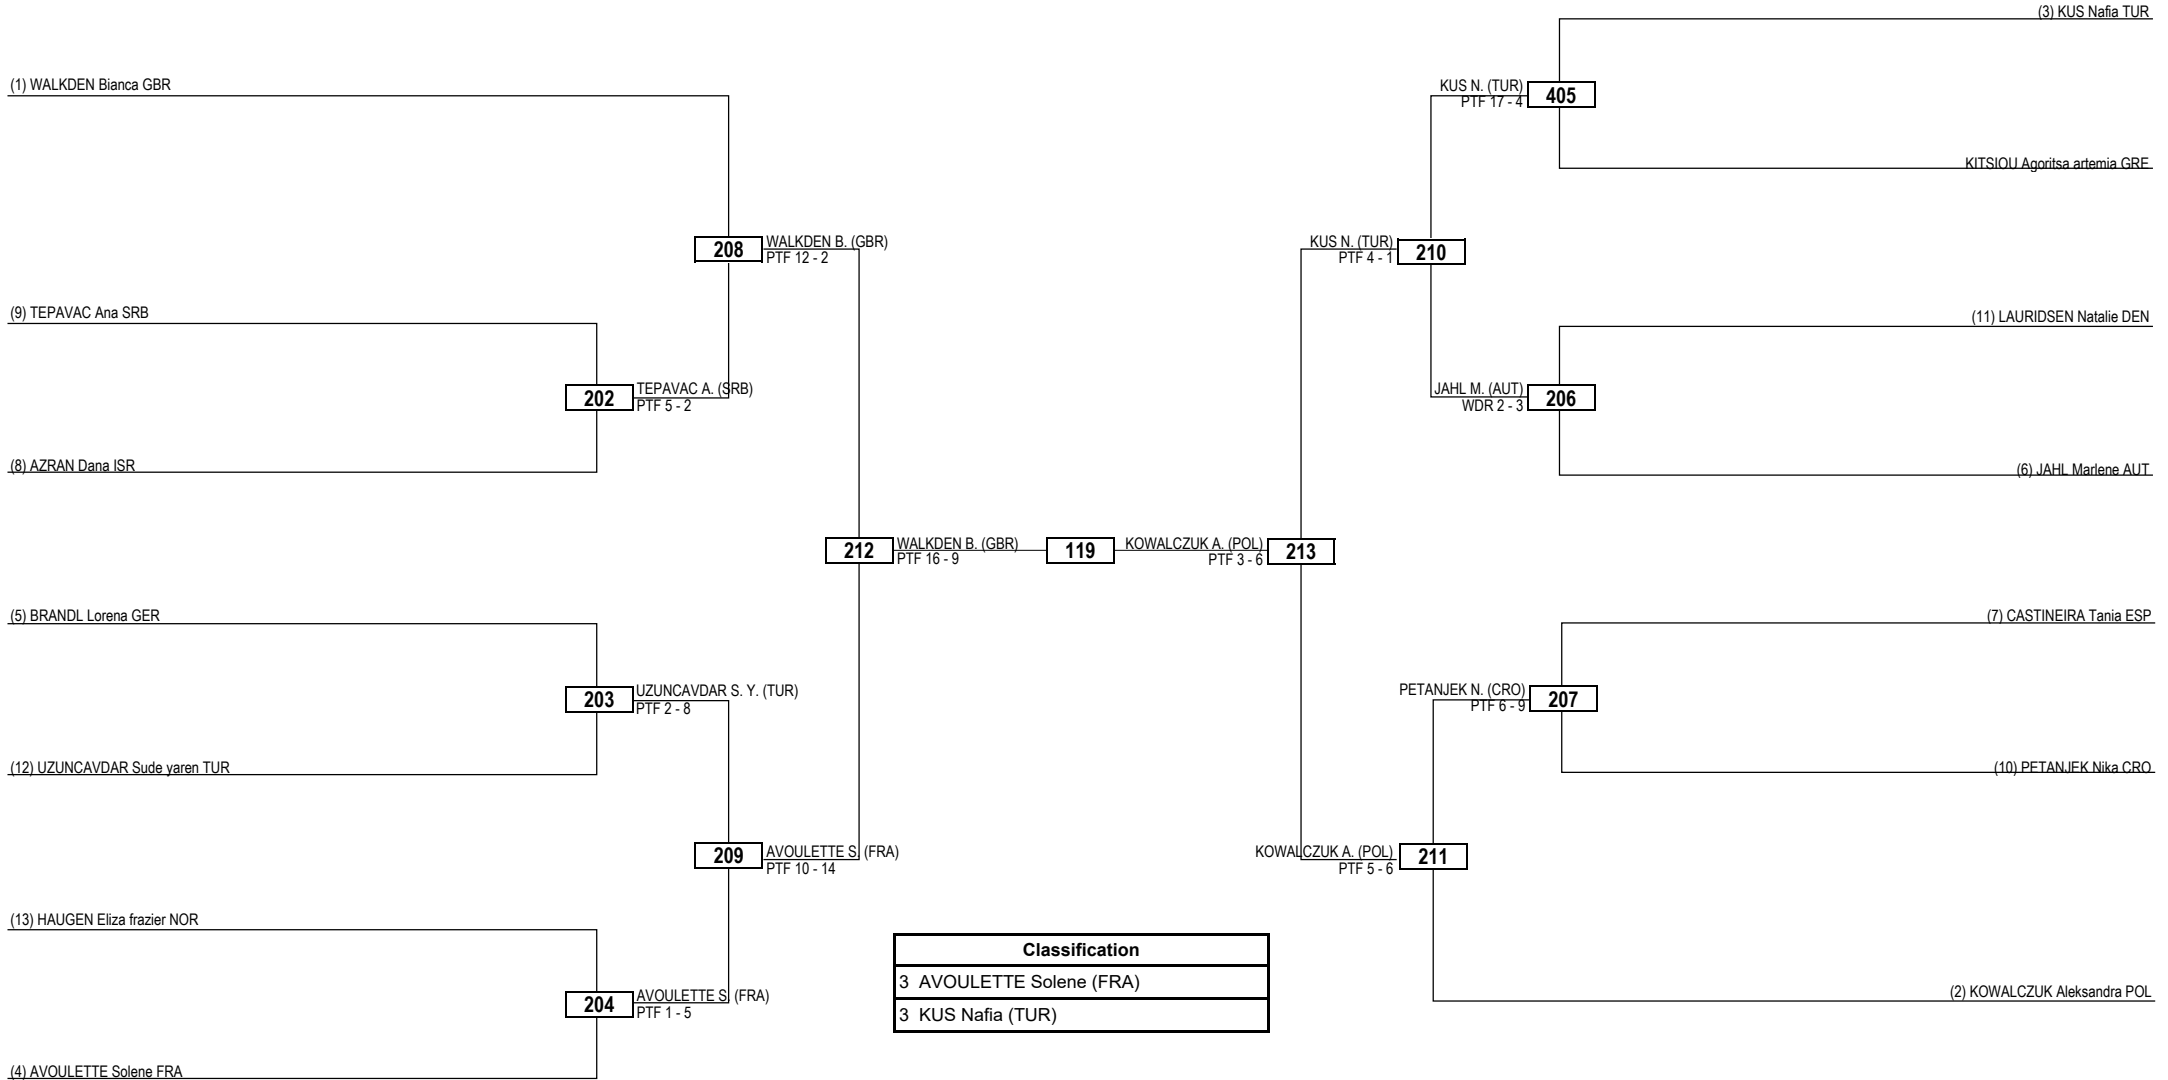 (3) KUS Nafia TUR
(1) WALKDEN Bianca GBR
KUS N. (TUR)
PTF 17 - 4
405
KITSIOU Agoritsa artemia GRE
208
WALKDEN B. (GBR)
PTF 12 - 2
KUS N. (TUR)
PTF 4 - 1
210
(9) TEPAVAC Ana SRB
(11) LAURIDSEN Natalie DEN
202
TEPAVAC A. (SRB)
PTF 5 - 2
JAHL M. (AUT)
WDR 2 - 3
206
(8) AZRAN Dana ISR
(6) JAHL Marlene AUT
212
WALKDEN B. (GBR)
PTF 16 - 9
119
KOWALCZUK A. (POL)
PTF 3 - 6
213
(5) BRANDL Lorena GER
(7) CASTINEIRA Tania ESP
203
UZUNCAVDAR S. Y. (TUR)
PTF 2 - 8
PETANJEK N. (CRO)
PTF 6 - 9
207
(12) UZUNCAVDAR Sude yaren TUR
(10) PETANJEK Nika CRO
209
AVOULETTE S. (FRA)
PTF 10 - 14
KOWALCZUK A. (POL)
PTF 5 - 6
211
(13) HAUGEN Eliza frazier NOR
204
AVOULETTE S. (FRA)
PTF 1 - 5
Classification
3 AVOULETTE Solene (FRA)
3 KUS Nafia (TUR)
(2) KOWALCZUK Aleksandra POL
(4) AVOULETTE Solene FRA